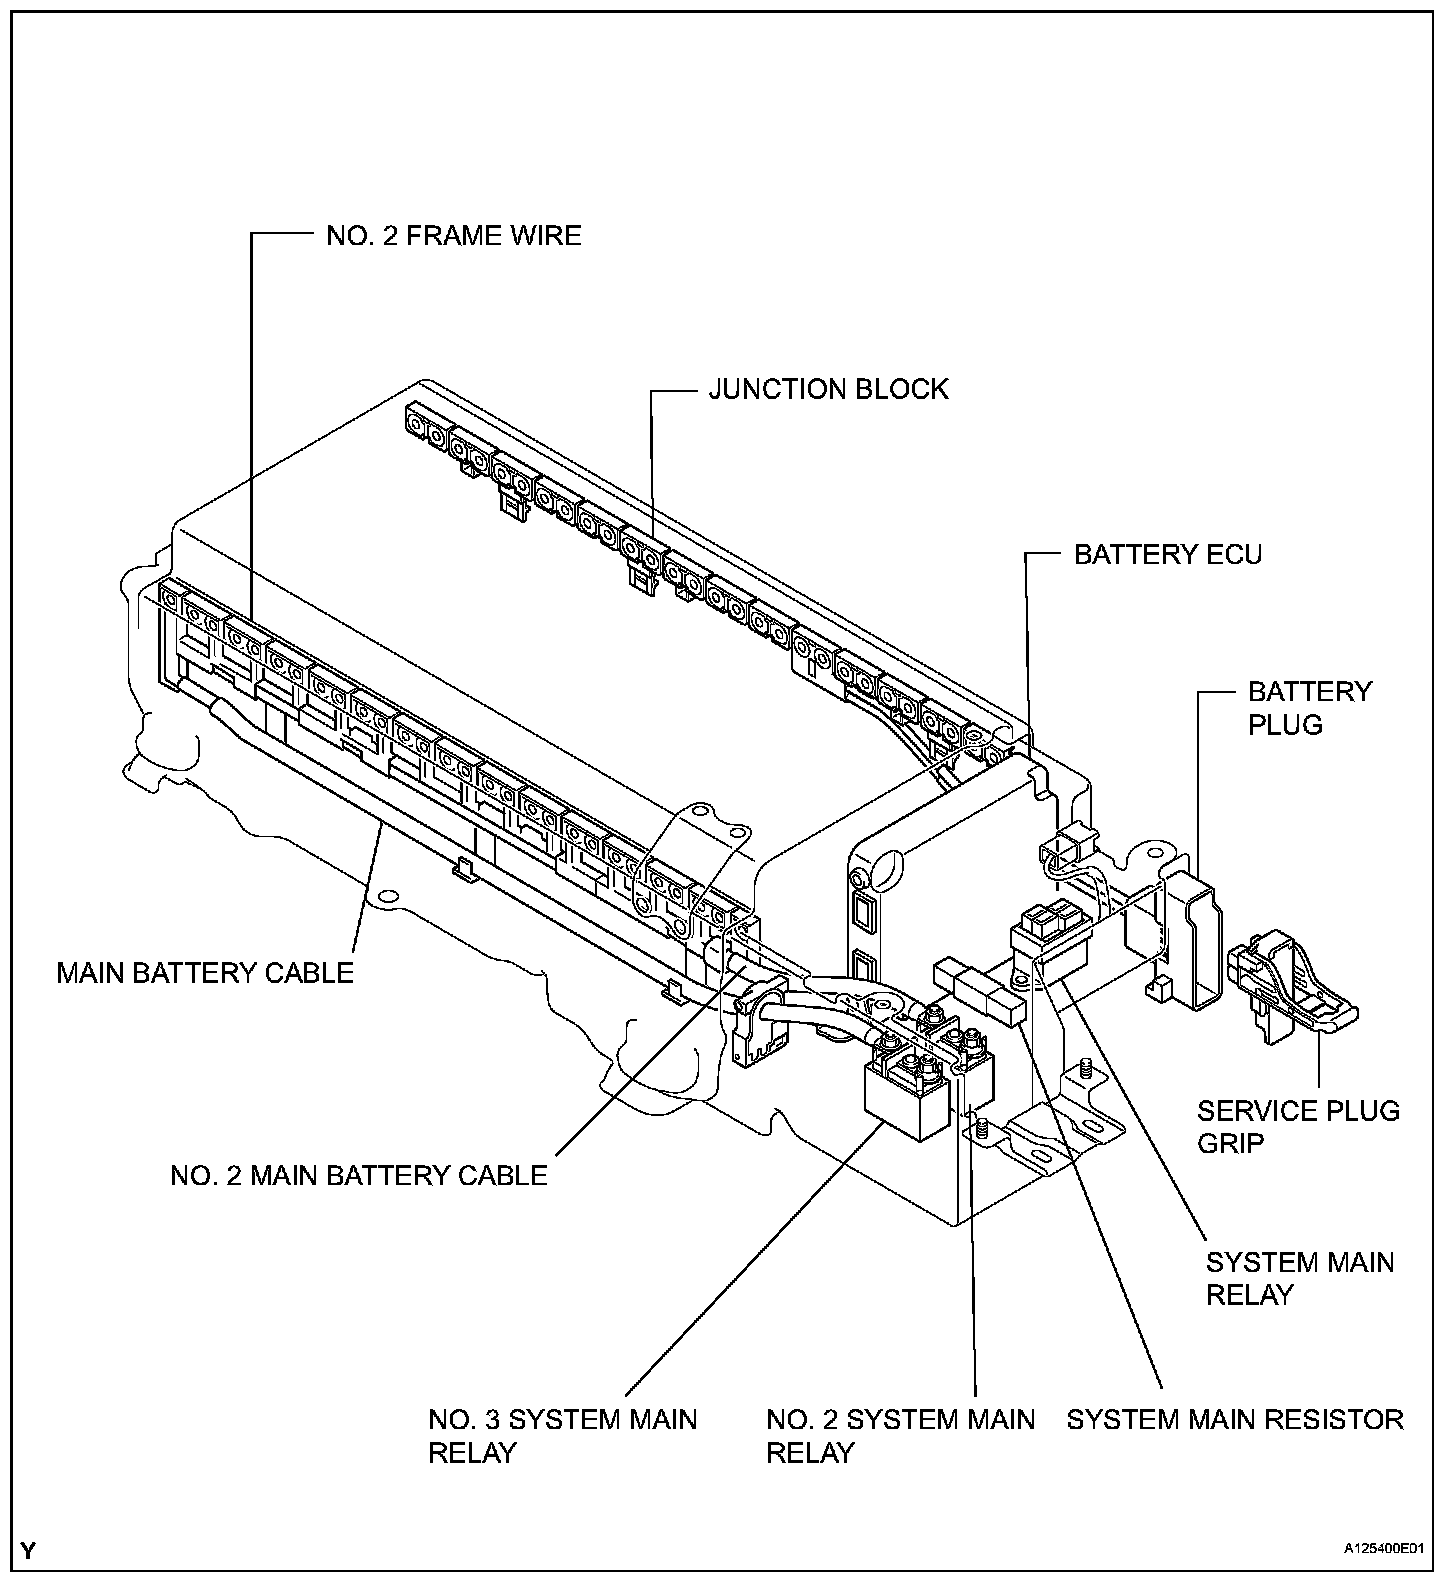 NO. 2 FRAME WIRE
JUNCTION BLOCK
BATTERY ECU
BATTERY
PLUG
MAIN BATTERY CABLE
SERVICE PLUG
GRIP
NO. 2 MAIN BATTERY CABLE
SYSTEM MAIN
RELAY
NO. 3 SYSTEM MAIN
RELAY
NO. 2 SYSTEM MAIN
RELAY
SYSTEM MAIN RESISTOR
Y
A125400E01